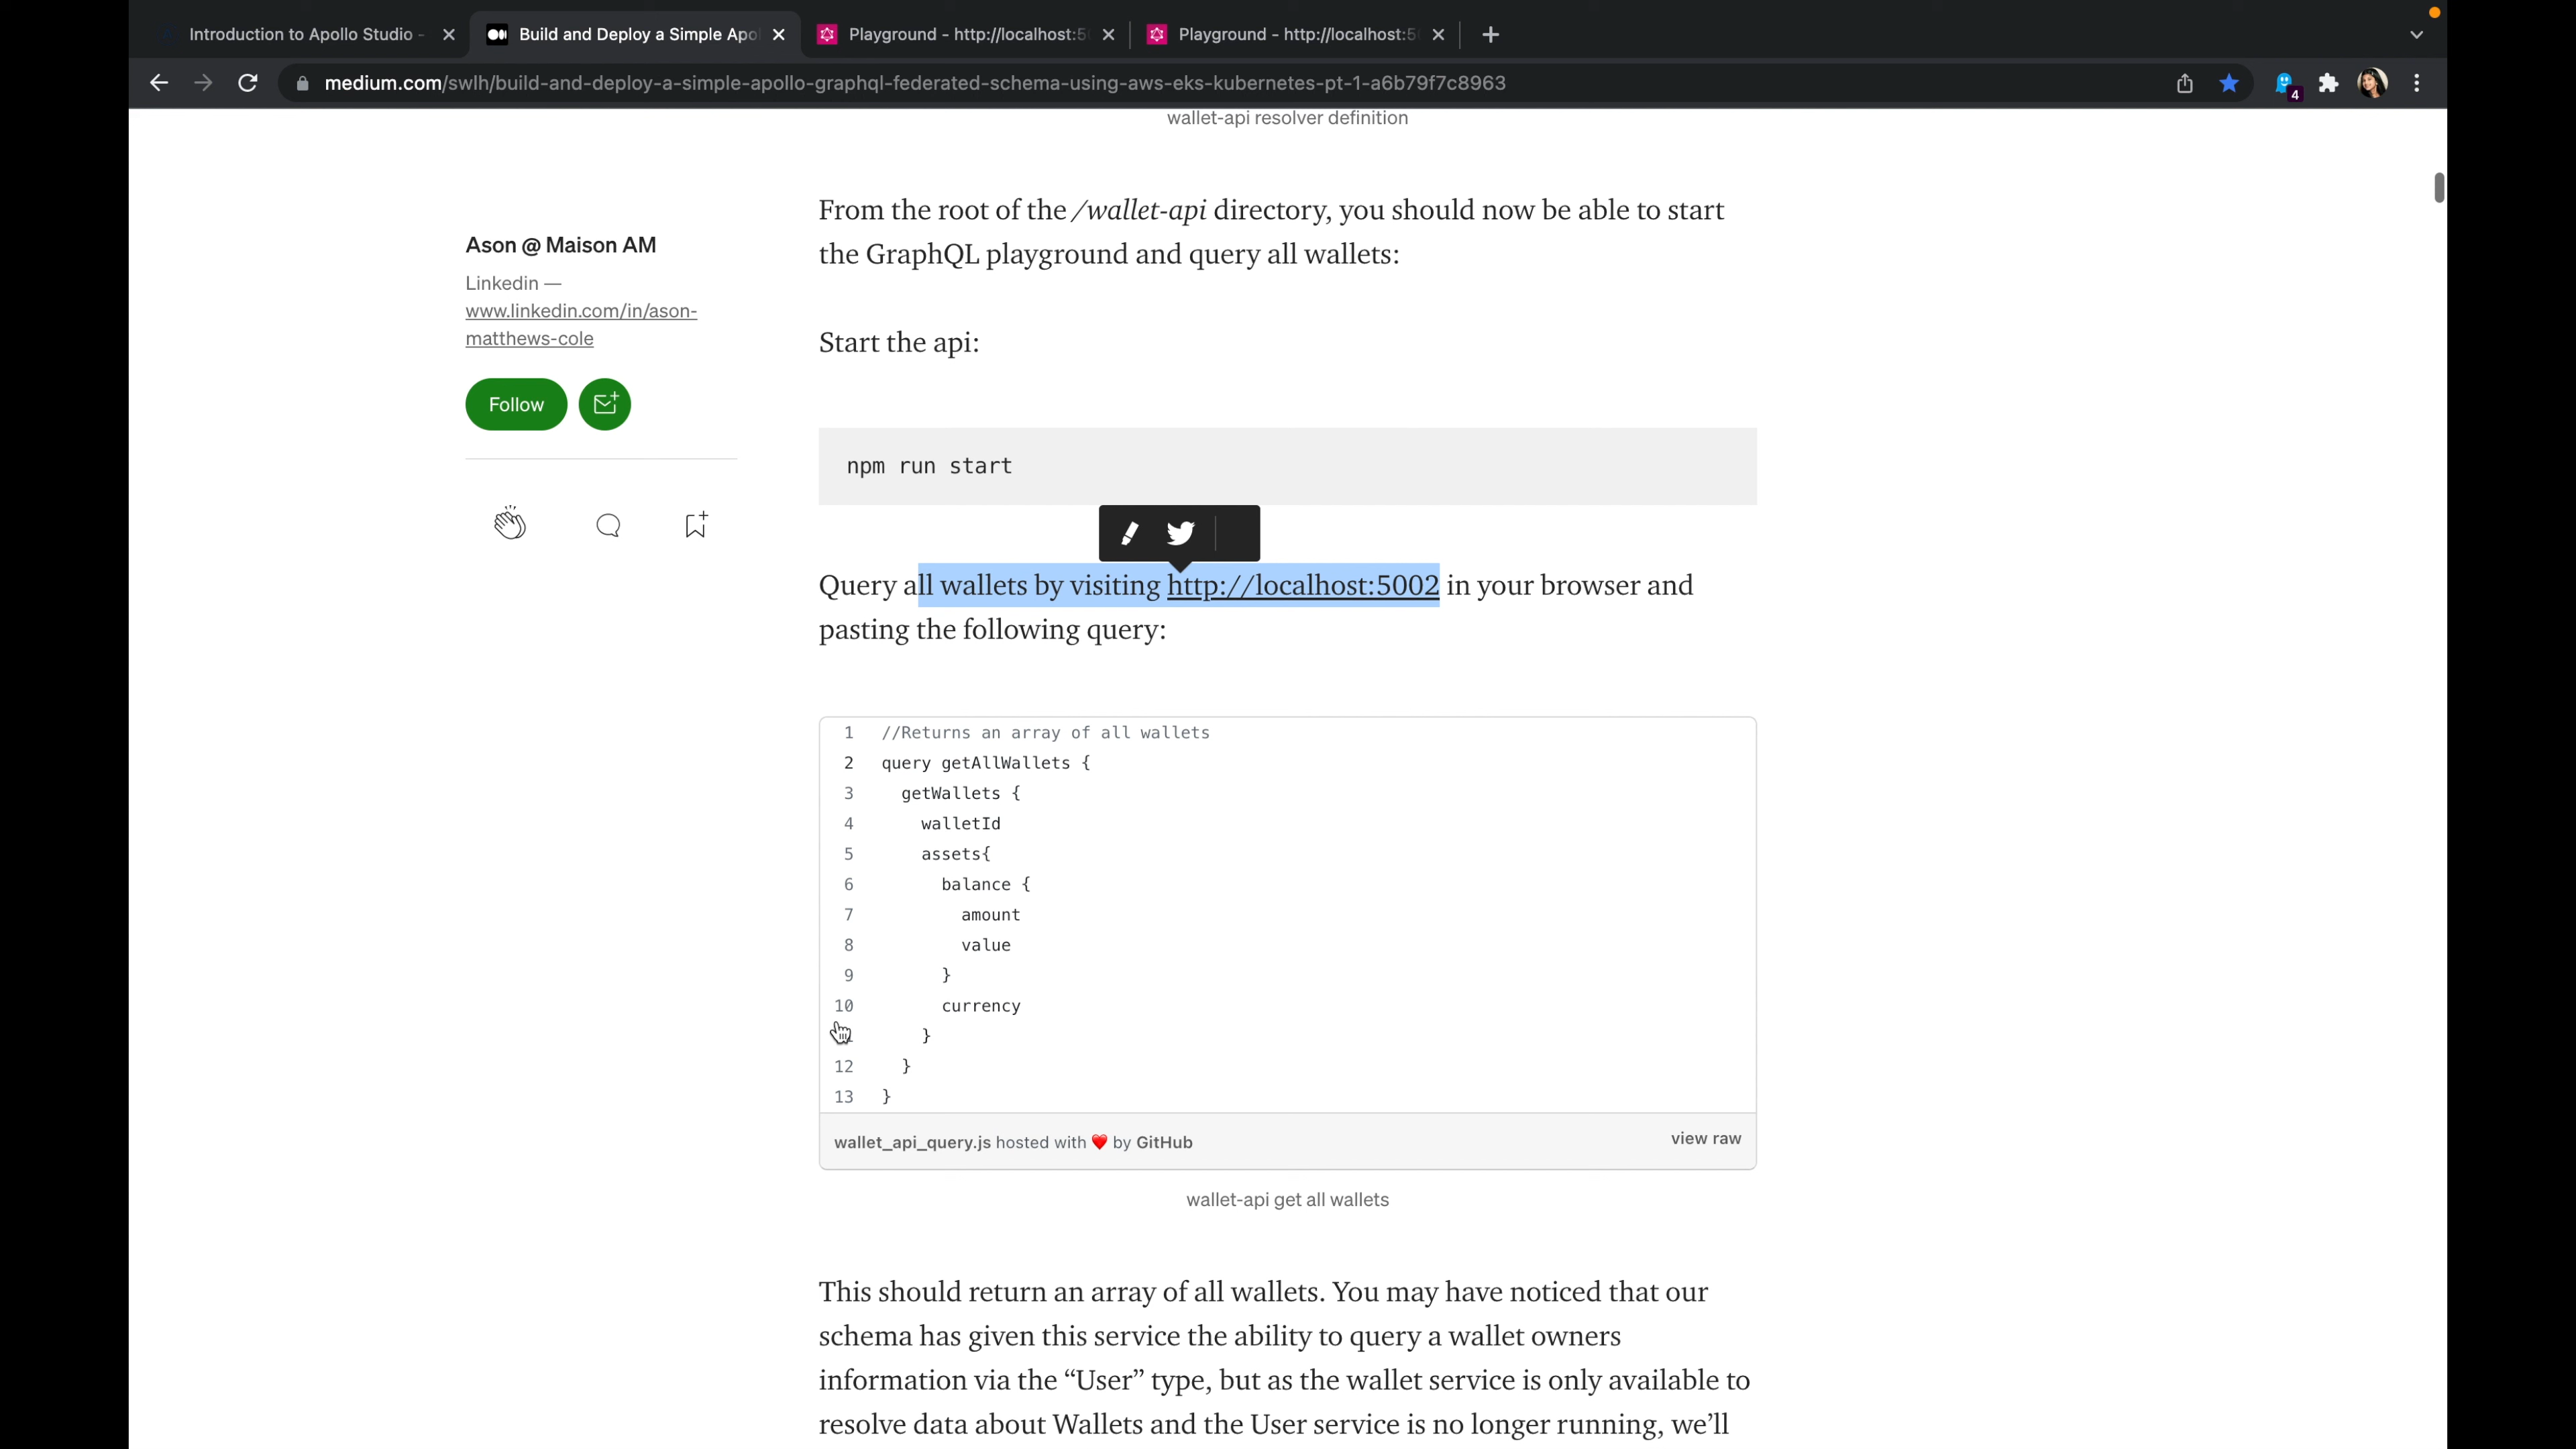 Introduction to Apollo Studio -
Build and Deploy a Simple Apo
Playground - http://localhost:5
Playground - http://localhost:5
medium.com/swlh/build-and-deploy-a-simple-apollo-graphql-federated-schema-using-aws-eks-kubernetes-pt-1-a6b79f7c8963
4
wallet-api resolver definition
Ason @ Maison AM
Linkedin —
www.linkedin.com/in/ason-
matthews-cole
Follow
From the root of the /wallet-api directory, you should now be able to start
the GraphQL playground and query all wallets:
Start the api:
npm run start
Query all wallets by visiting http://localhost:5002 in your browser and
pasting the following query:
1 //Returns an array of all wallets
2 query getAllWallets {
3 getWallets {
4 walletId
5 assets{
6 balance {
7 amount
8 value
9 }
10 currency
}
12 }
13 }
wallet_api_query.js hosted with ❤ by GitHub
view raw
wallet-api get all wallets
This should return an array of all wallets. You may have noticed that our
schema has given this service the ability to query a wallet owners
information via the “User” type, but as the wallet service is only available to
resolve data about Wallets and the User service is no longer running, we’ll